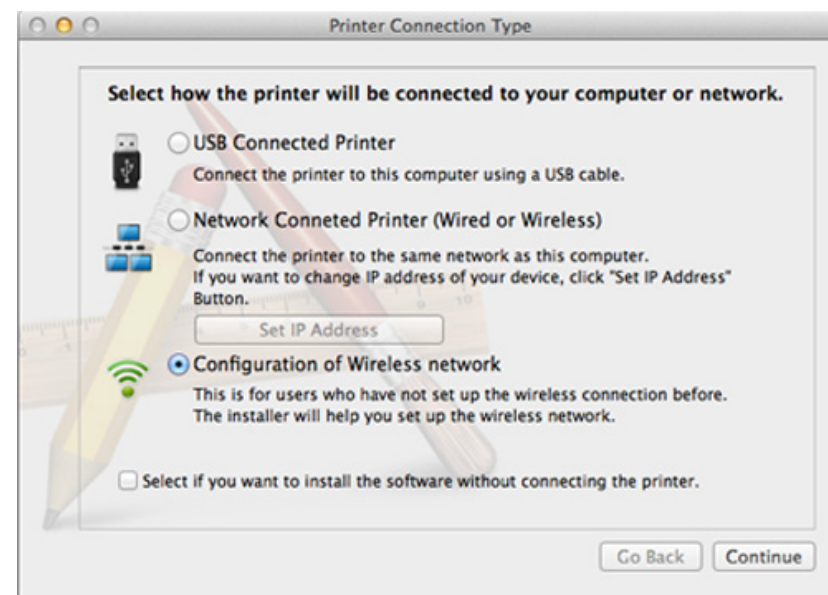 Printer Connection Type
Select how the printer will be connected to your computer or network.
USB Connected Printer
Connect the printer to this computer using a USB cable.
Network Conneted Printer (Wired or Wireless)
Connect the printer to the same network as this computer.
If you want to change IP address of your device, click "Set IP Address"
Button.
Set IP Address
Configuration of Wireless network
This is for users who have not set up the wireless connection before.
The installer will help you set up the wireless network.
Select if you want to install the software without connecting the printer.
Go Back Continue